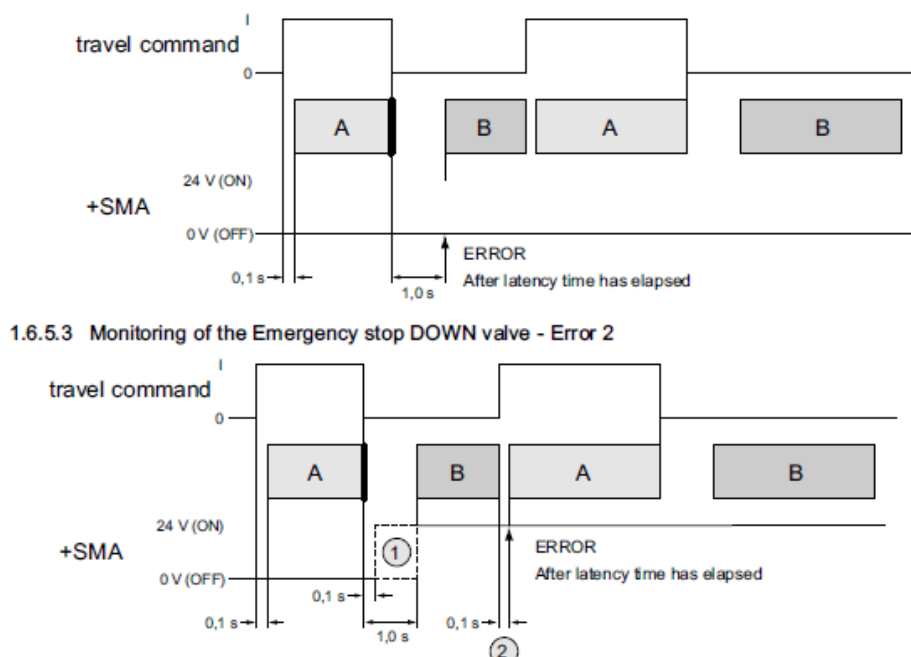 I
travel command
0
A
B
A
B
24 V (ON)
+SMA
0 V (OFF)
ERROR
0,1 s
After latency time has elapsed
1,0 s
1.6.5.3 Monitoring of the Emergency stop DOWN valve - Error 2
I
travel command
0
A
B
A
B
24 V (ON)
1
ERROR
+SMA
After latency time has elapsed
0 V (OFF)
0,1 s
0,1 s
1,0 s
0,1 s
2